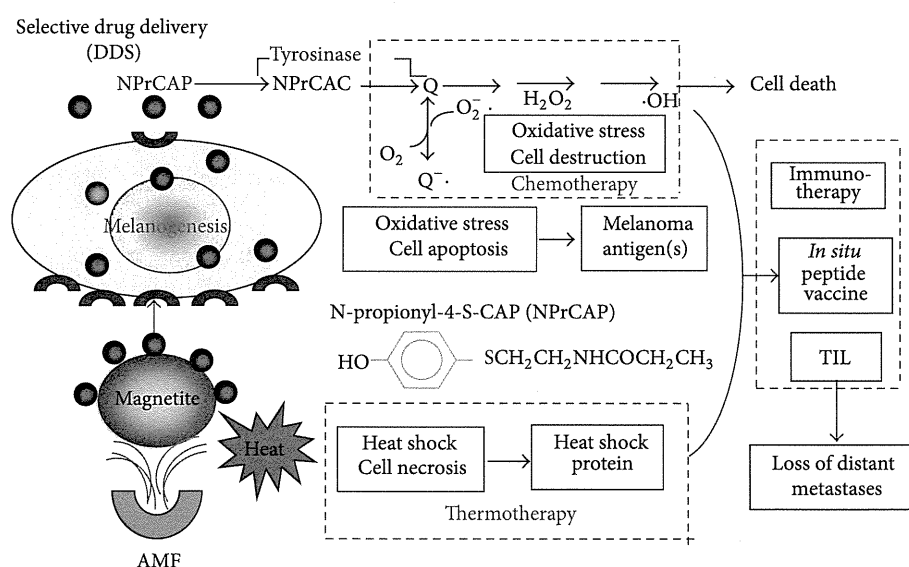 Selective drug delivery
(DDS)
Tyrosinase
NPrCAP
NPrCAC
Q
H₂O₂
·OH
Cell death
O₂⁻·
O₂
Q⁻·
Oxidative stress
Cell destruction
Chemotherapy
Melanogenesis
Oxidative stress
Cell apoptosis
Melanoma
antigen(s)
Immuno-
therapy
In situ
peptide
vaccine
TIL
Loss of distant
metastases
N-propionyl-4-S-CAP (NPrCAP)
HO
SCH₂CH₂NHCOCH₂CH₃
Magnetite
Heat
Heat shock
Cell necrosis
Heat shock
protein
Thermotherapy
AMF